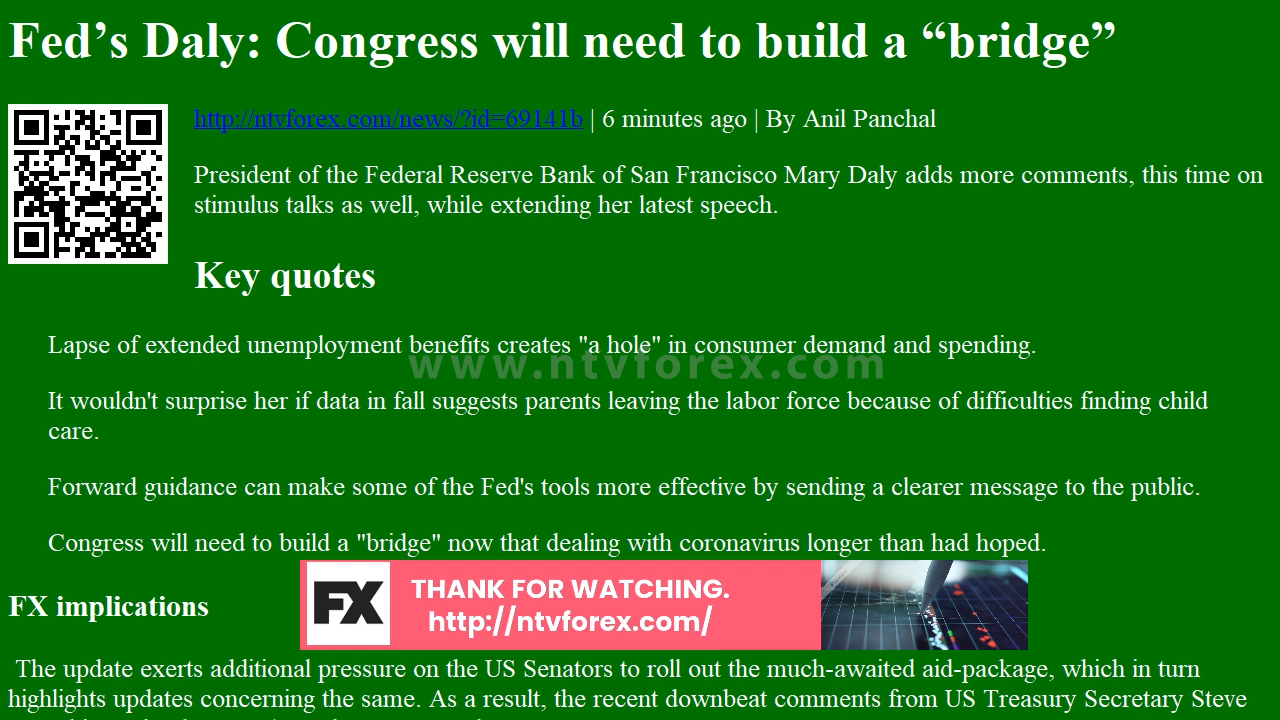 Fed’s Daly: Congress will need to build a “bridge”
http://ntvforex.com/news/?id=69141b | 6 minutes ago | By Anil Panchal
President of the Federal Reserve Bank of San Francisco Mary Daly adds more comments, this time on
stimulus talks as well, while extending her latest speech.
Key quotes
Lapse of extended unemployment benefits creates "a hole" in consumer demand and spending.
www.ntvforex.com
It wouldn't surprise her if data in fall suggests parents leaving the labor force because of difficulties finding child
care.
Forward guidance can make some of the Fed's tools more effective by sending a clearer message to the public.
Congress will need to build a "bridge" now that dealing with coronavirus longer than had hoped.
FX
THANK FOR WATCHING.
http://ntvforex.com/
FX implications
The update exerts additional pressure on the US Senators to roll out the much-awaited aid-package, which in turn
highlights updates concerning the same. As a result, the recent downbeat comments from US Treasury Secretary Steve